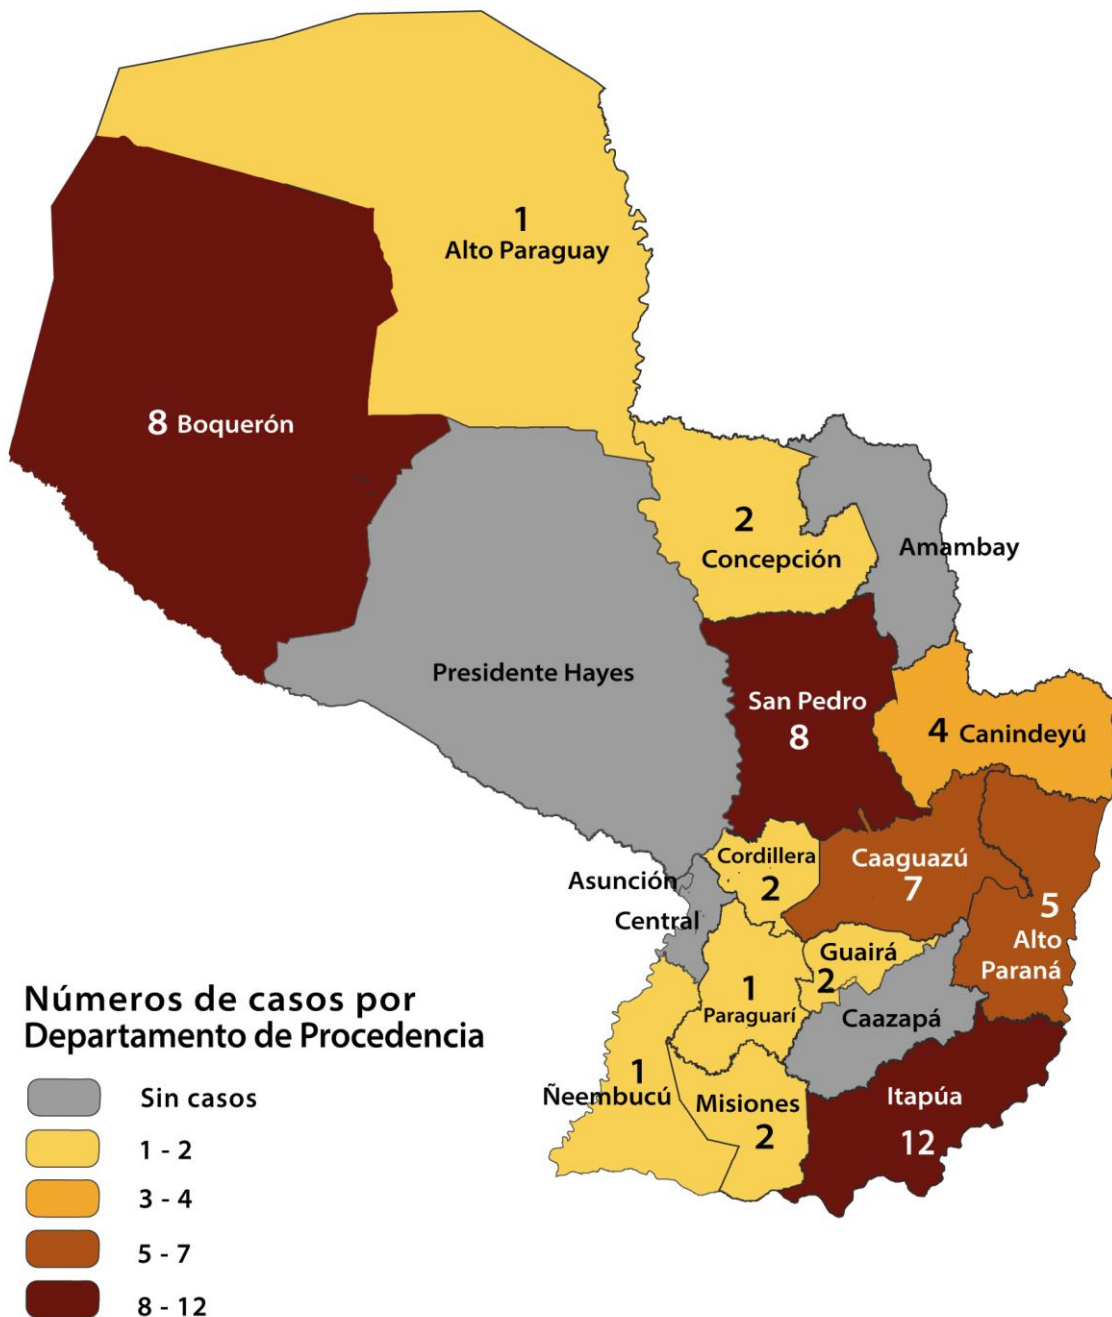 1
Alto Paraguay
8 Boquerón
2
Concepción
Amambay
Presidente Hayes
San Pedro
8
4 Canindeyú
Cordillera
2
Caaguazú
7
Asunción
Central
5
Alto
Paraná
Guairá
2
1
Paraguarí
Caazapá
1
Ñeembucú
Misiones
2
Itapúa
12
Números de casos por
Departamento de Procedencia
Sin casos
1 - 2
3 - 4
5 - 7
8 - 12